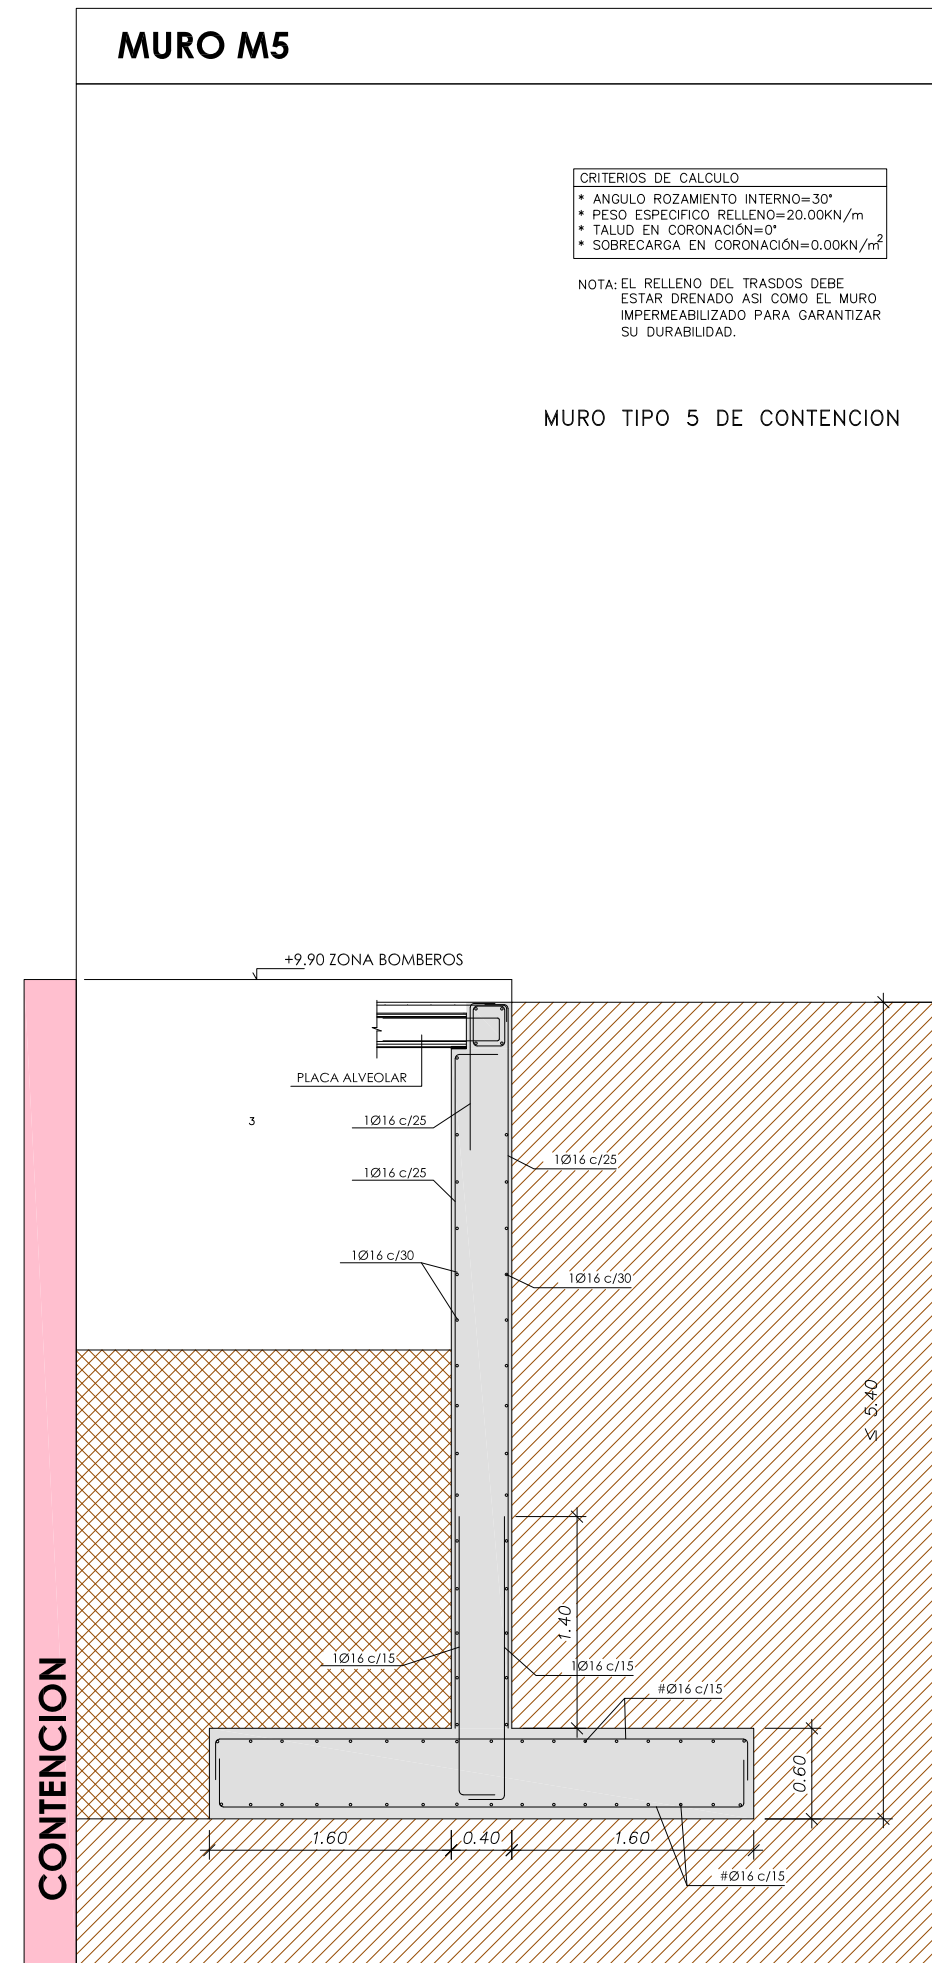 MURO M5
CRITERIOS DE CALCULO
* ANGULO ROZAMIENTO INTERNO=30°
* PESO ESPECIFICO RELLENO=20.00KN/m
* TALUD EN CORONACIÓN=0°
* SOBRECARGA EN CORONACIÓN=0.00KN/m²
NOTA: EL RELLENO DEL TRASDOS DEBE
ESTAR DRENADO ASI COMO EL MURO
IMPERMEABILIZADO PARA GARANTIZAR
SU DURABILIDAD.
MURO TIPO 5 DE CONTENCION
+9.90 ZONA BOMBEROS
PLACA ALVEOLAR
3
1Ø16 c/25
1Ø16 c/25
1Ø16 c/25
1Ø16 c/30
1Ø16 c/30
≤ 5.40
1.40
1Ø16 c/15
1Ø16 c/15
#Ø16 c/15
0.60
1.60
0.40
1.60
#Ø16 c/15
CONTENCION